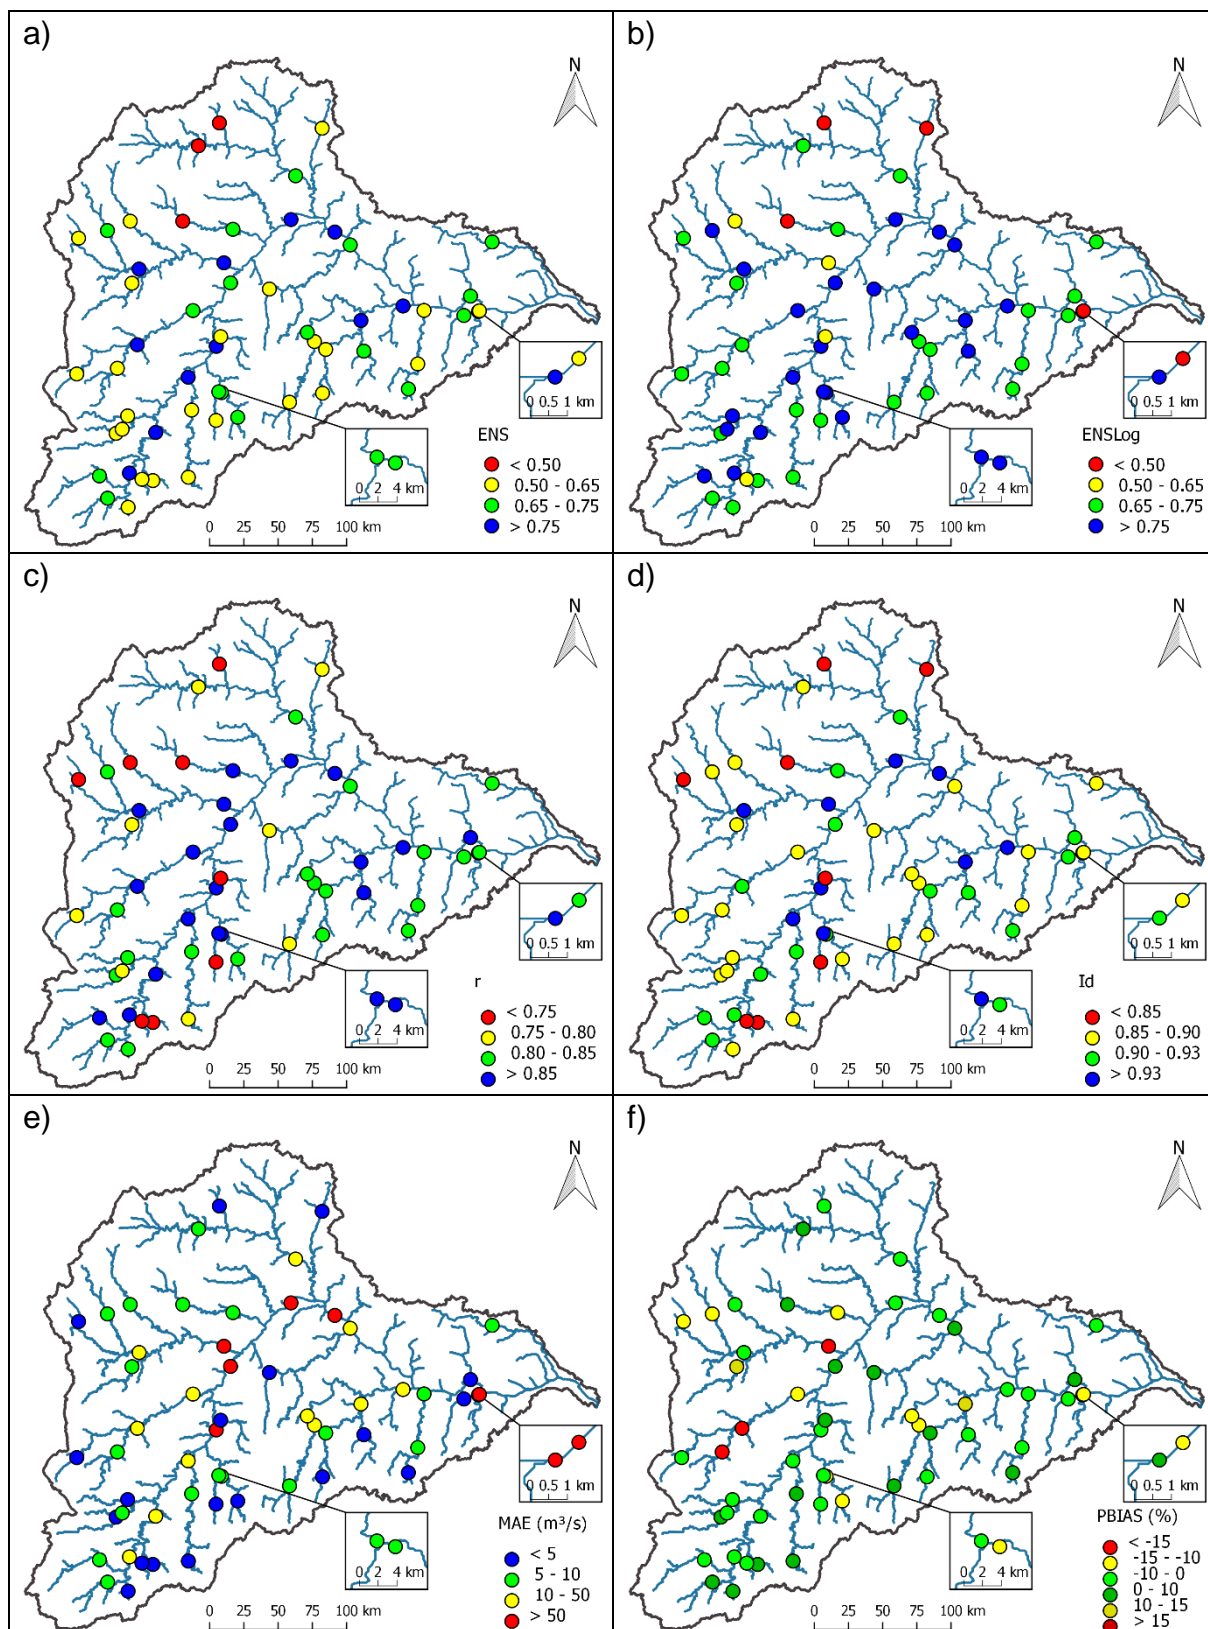 a)
N
ENS
< 0.50
0.50 - 0.65
0.65 - 0.75
> 0.75
0 0.5 1 km
0 2 4 km
0 25 50 75 100 km
b)
N
ENSLog
< 0.50
0.50 - 0.65
0.65 - 0.75
> 0.75
0 0.5 1 km
0 2 4 km
0 25 50 75 100 km
c)
N
r
< 0.75
0.75 - 0.80
0.80 - 0.85
> 0.85
0 0.5 1 km
0 2 4 km
0 25 50 75 100 km
d)
N
Id
< 0.85
0.85 - 0.90
0.90 - 0.93
> 0.93
0 0.5 1 km
0 2 4 km
0 25 50 75 100 km
e)
N
MAE (m³/s)
< 5
5 - 10
10 - 50
> 50
0 0.5 1 km
0 2 4 km
0 25 50 75 100 km
f)
N
PBIAS (%)
< -15
-15 - -10
-10 - 0
0 - 10
10 - 15
> 15
0 0.5 1 km
0 2 4 km
0 25 50 75 100 km